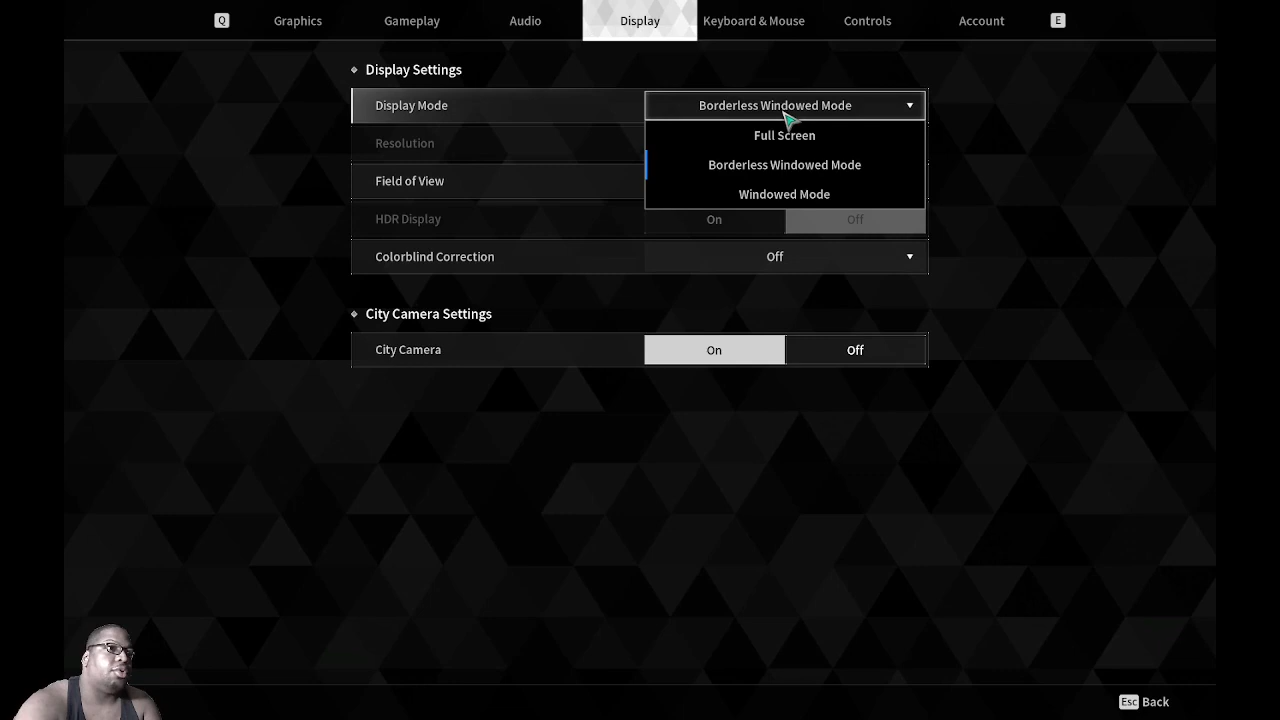 Q Graphics Gameplay Audio Display Keyboard & Mouse Controls Account E
Display Settings
Display Mode Borderless Windowed Mode
Full Screen
Resolution
Borderless Windowed Mode
Field of View
Windowed Mode
HDR Display On Off
Colorblind Correction Off
City Camera Settings
City Camera On Off
Esc Back